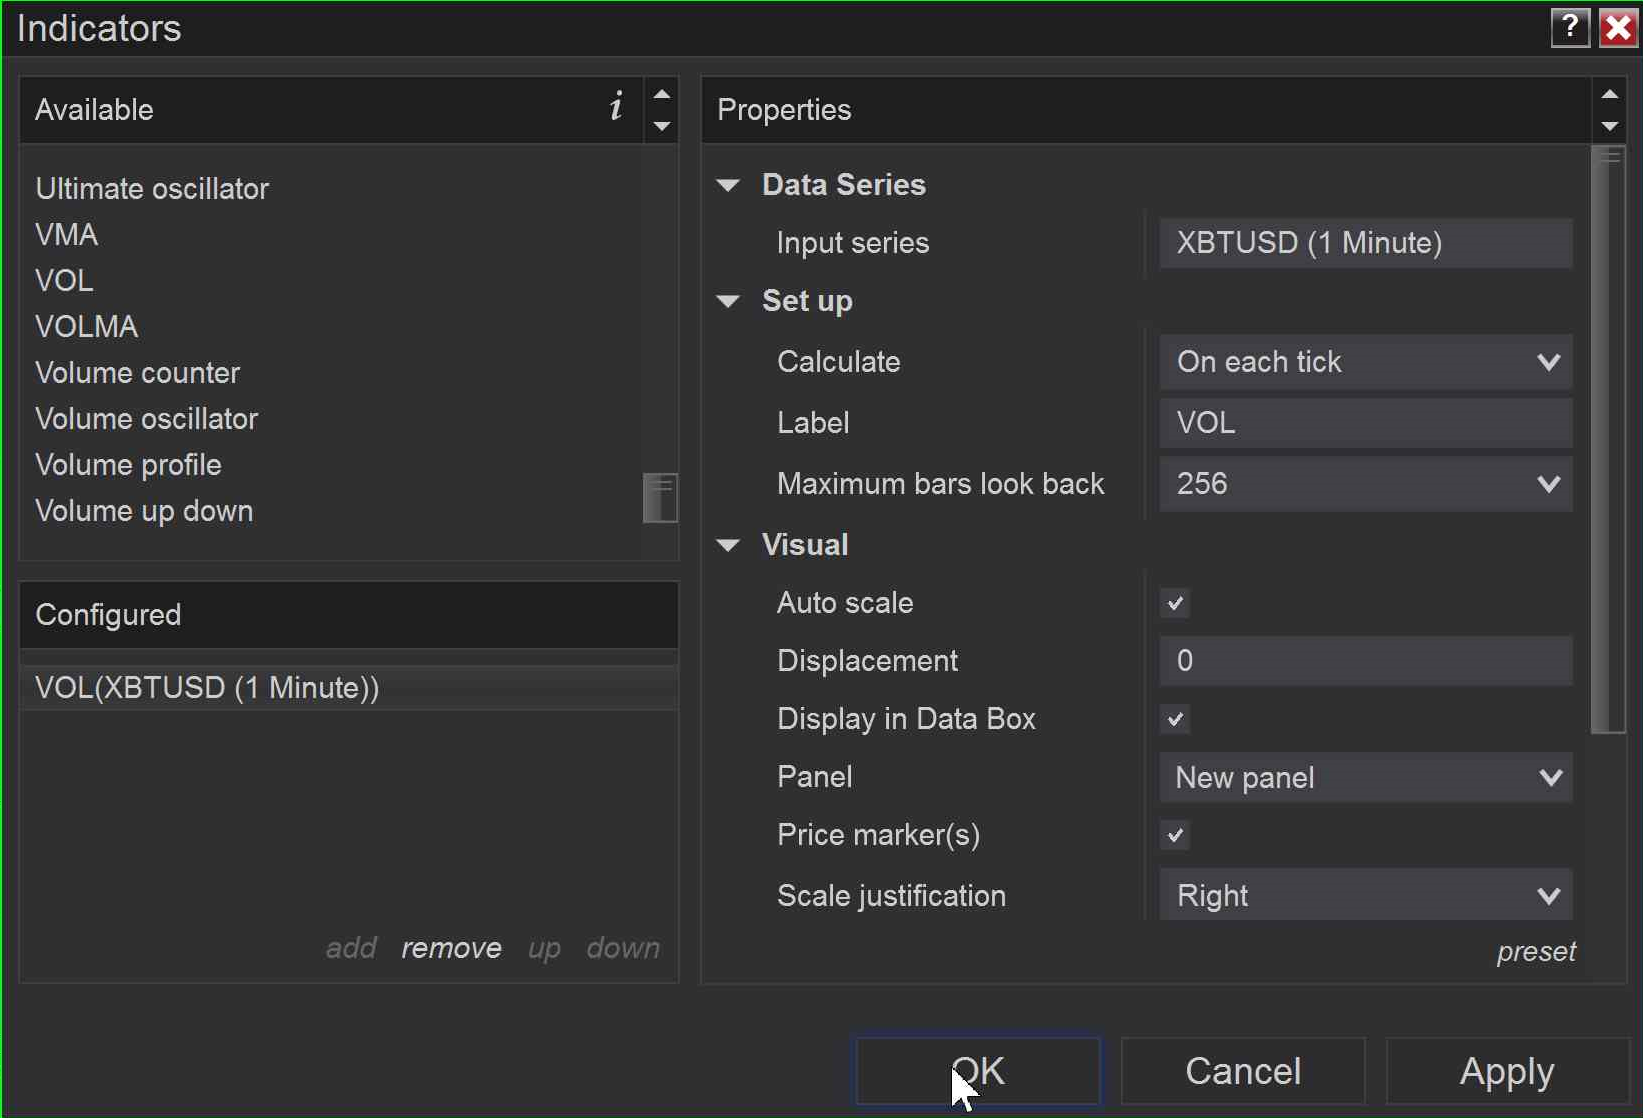 Indicators
?
Available i
Ultimate oscillator
VMA
VOL
VOLMA
Volume counter
Volume oscillator
Volume profile
Volume up down
Configured
VOL(XBTUSD (1 Minute))
add remove up down
Properties
Data Series
Input series XBTUSD (1 Minute)
Set up
Calculate On each tick
Label VOL
Maximum bars look back 256
Visual
Auto scale
Displacement 0
Display in Data Box
Panel New panel
Price marker(s)
Scale justification Right
preset
OK Cancel Apply